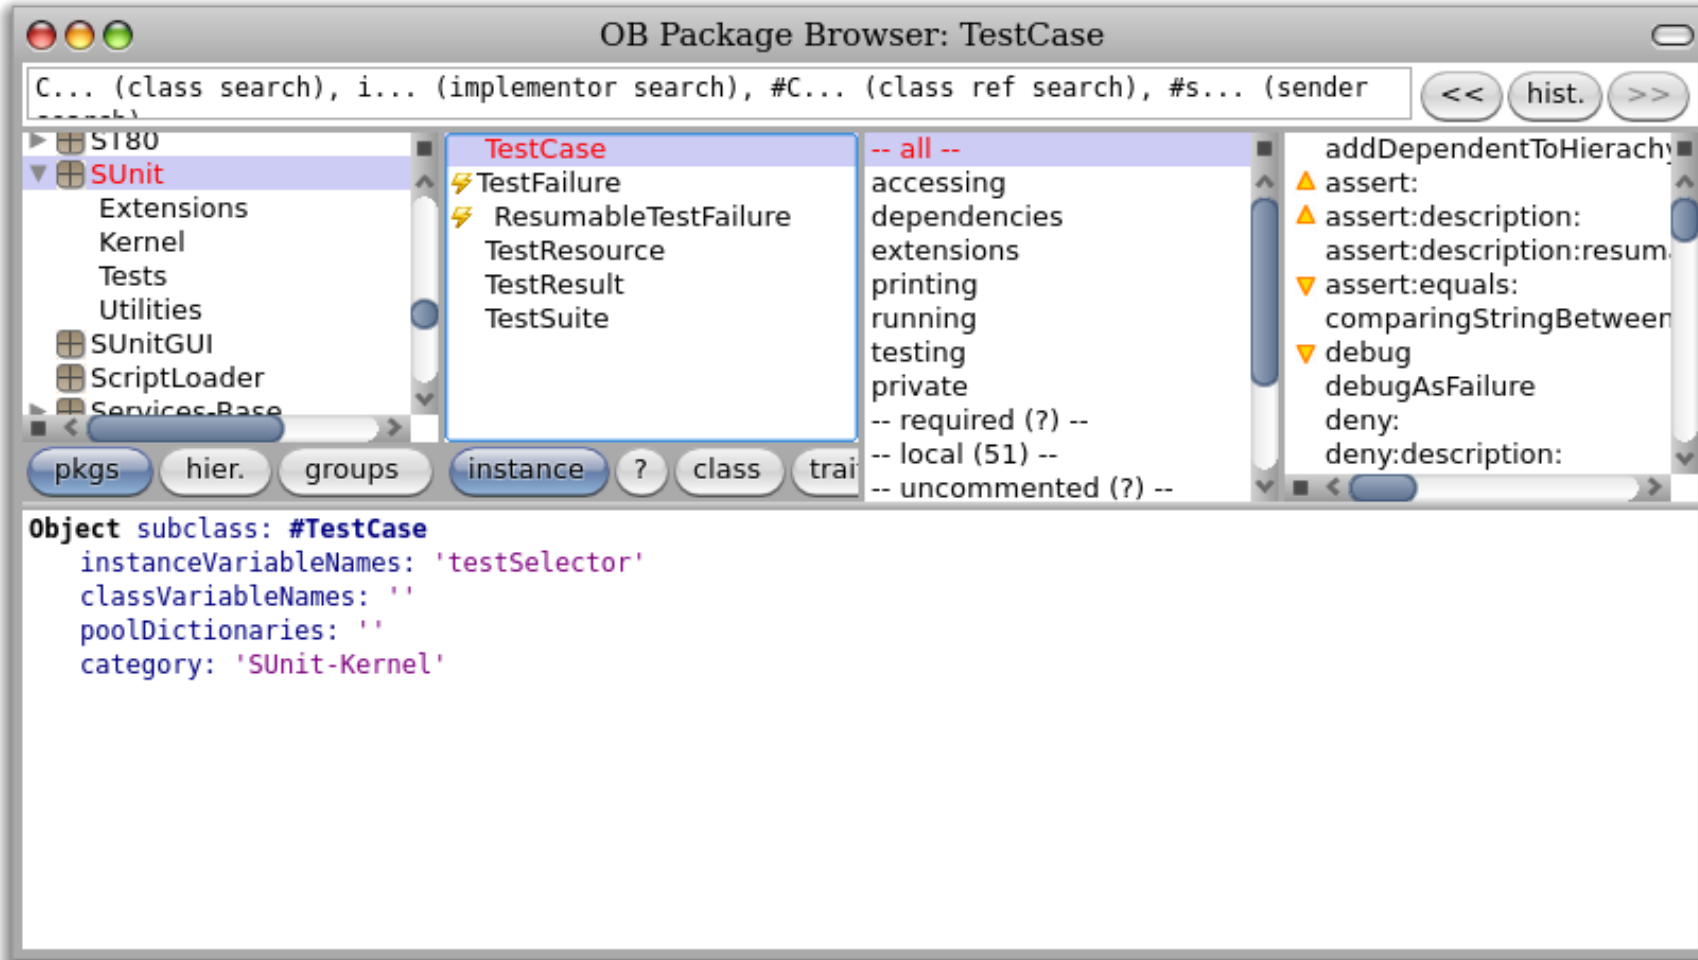 OB Package Browser: TestCase
C... (class search), i... (implementor search), #C... (class ref search), #s... (sender
search)
<<
hist.
>>
ST80
SUnit
Extensions
Kernel
Tests
Utilities
SUnitGUI
ScriptLoader
Services-Base
TestCase
TestFailure
ResumableTestFailure
TestResource
TestResult
TestSuite
-- all --
accessing
dependencies
extensions
printing
running
testing
private
-- required (?) --
-- local (51) --
-- uncommented (?) --
addDependentToHierachy
assert:
assert:description:
assert:description:resum
assert:equals:
comparingStringBetween
debug
debugAsFailure
deny:
deny:description:
pkgs
hier.
groups
instance
?
class
trai
Object subclass: #TestCase
instanceVariableNames: 'testSelector'
classVariableNames: ''
poolDictionaries: ''
category: 'SUnit-Kernel'